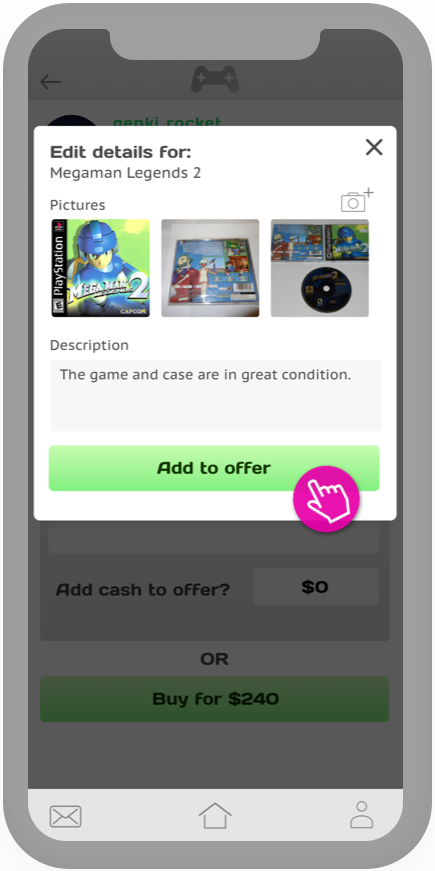 genki_rocket
Edit details for:
Megaman Legends 2
Pictures
PlayStation
MEGA MAN
LEGENDS 2
CAPCOM
Description
The game and case are in great condition.
Add to offer
Add cash to offer?
$0
OR
Buy for $240